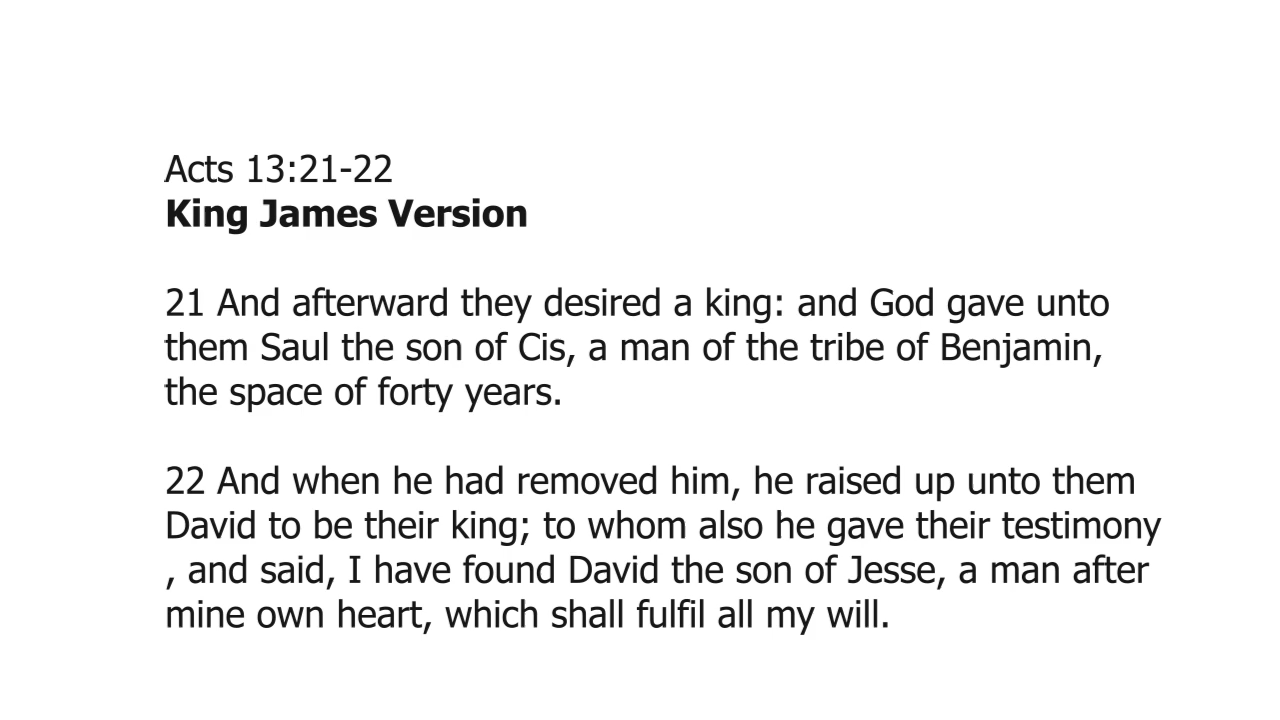 Acts 13:21-22
King James Version
21 And afterward they desired a king: and God gave unto
them Saul the son of Cis, a man of the tribe of Benjamin,
the space of forty years.
22 And when he had removed him, he raised up unto them
David to be their king; to whom also he gave their testimony
, and said, I have found David the son of Jesse, a man after
mine own heart, which shall fulfil all my will.